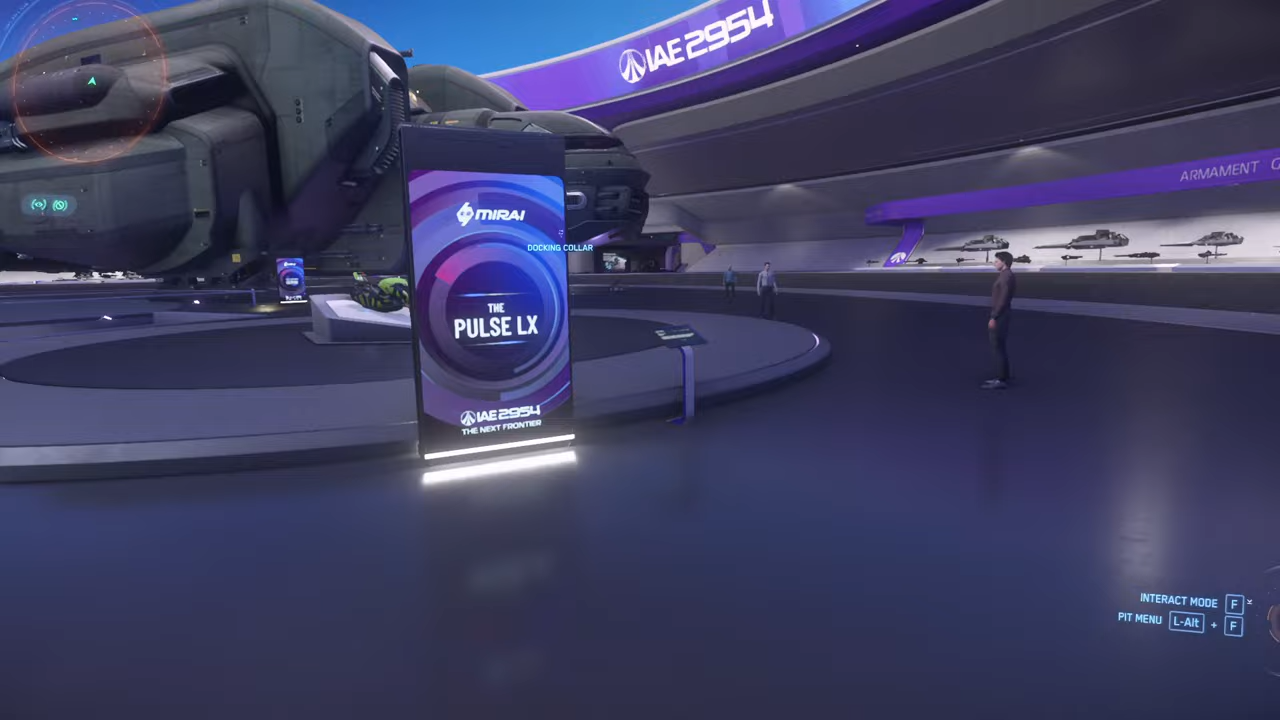 IAE 2954
ARMAMENT
MIRAI
DOCKING COLLAR
THE
PULSE LX
IAE 2954
THE NEXT FRONTIER
INTERACT MODE F
PIT MENU L-Alt + F